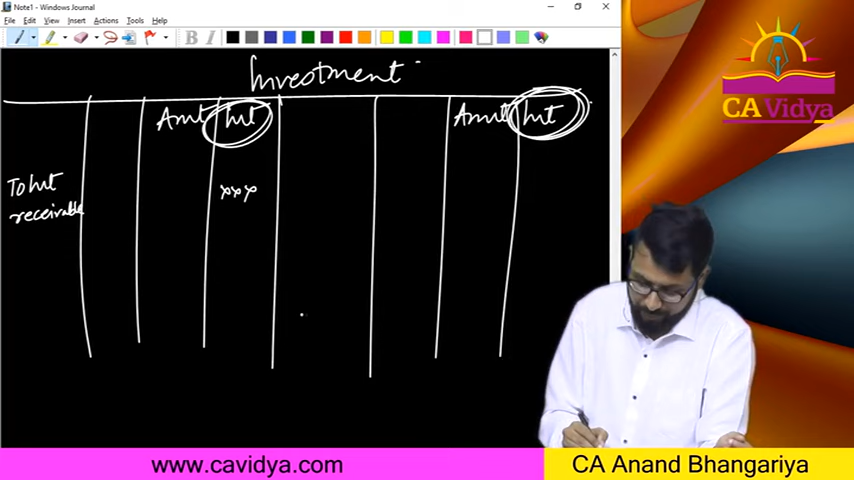 Note1 - Windows Journal
File Edit View Insert Actions Tools Help
B I
Investment
Amt Int Amt Int
To Int
receivable
xxx
CA Vidya
www.cavidya.com
CA Anand Bhangariya